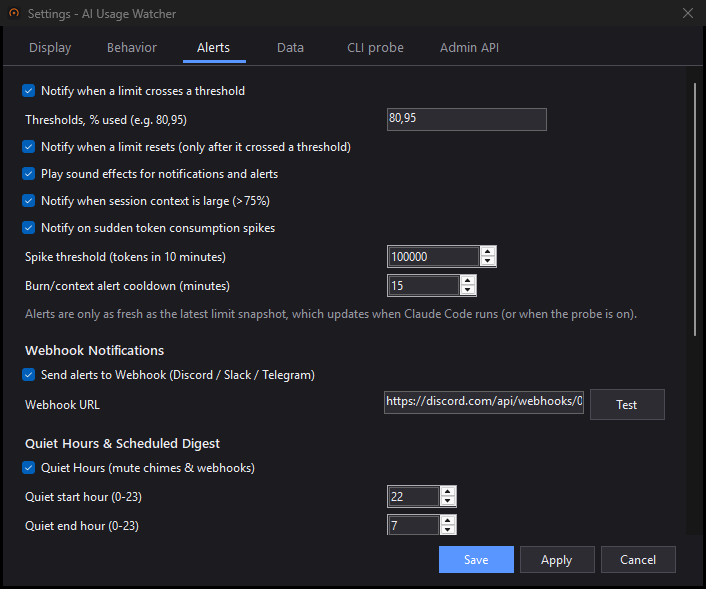 Settings - AI Usage Watcher
Display Behavior Alerts Data CLI probe Admin API
Notify when a limit crosses a threshold
Thresholds, % used (e.g. 80,95) 80,95
Notify when a limit resets (only after it crossed a threshold)
Play sound effects for notifications and alerts
Notify when session context is large (>75%)
Notify on sudden token consumption spikes
Spike threshold (tokens in 10 minutes) 100000
Burn/context alert cooldown (minutes) 15
Alerts are only as fresh as the latest limit snapshot, which updates when Claude Code runs (or when the probe is on).
Webhook Notifications
Send alerts to Webhook (Discord / Slack / Telegram)
Webhook URL https://discord.com/api/webhooks/0 Test
Quiet Hours & Scheduled Digest
Quiet Hours (mute chimes & webhooks)
Quiet start hour (0-23) 22
Quiet end hour (0-23) 7
Save Apply Cancel